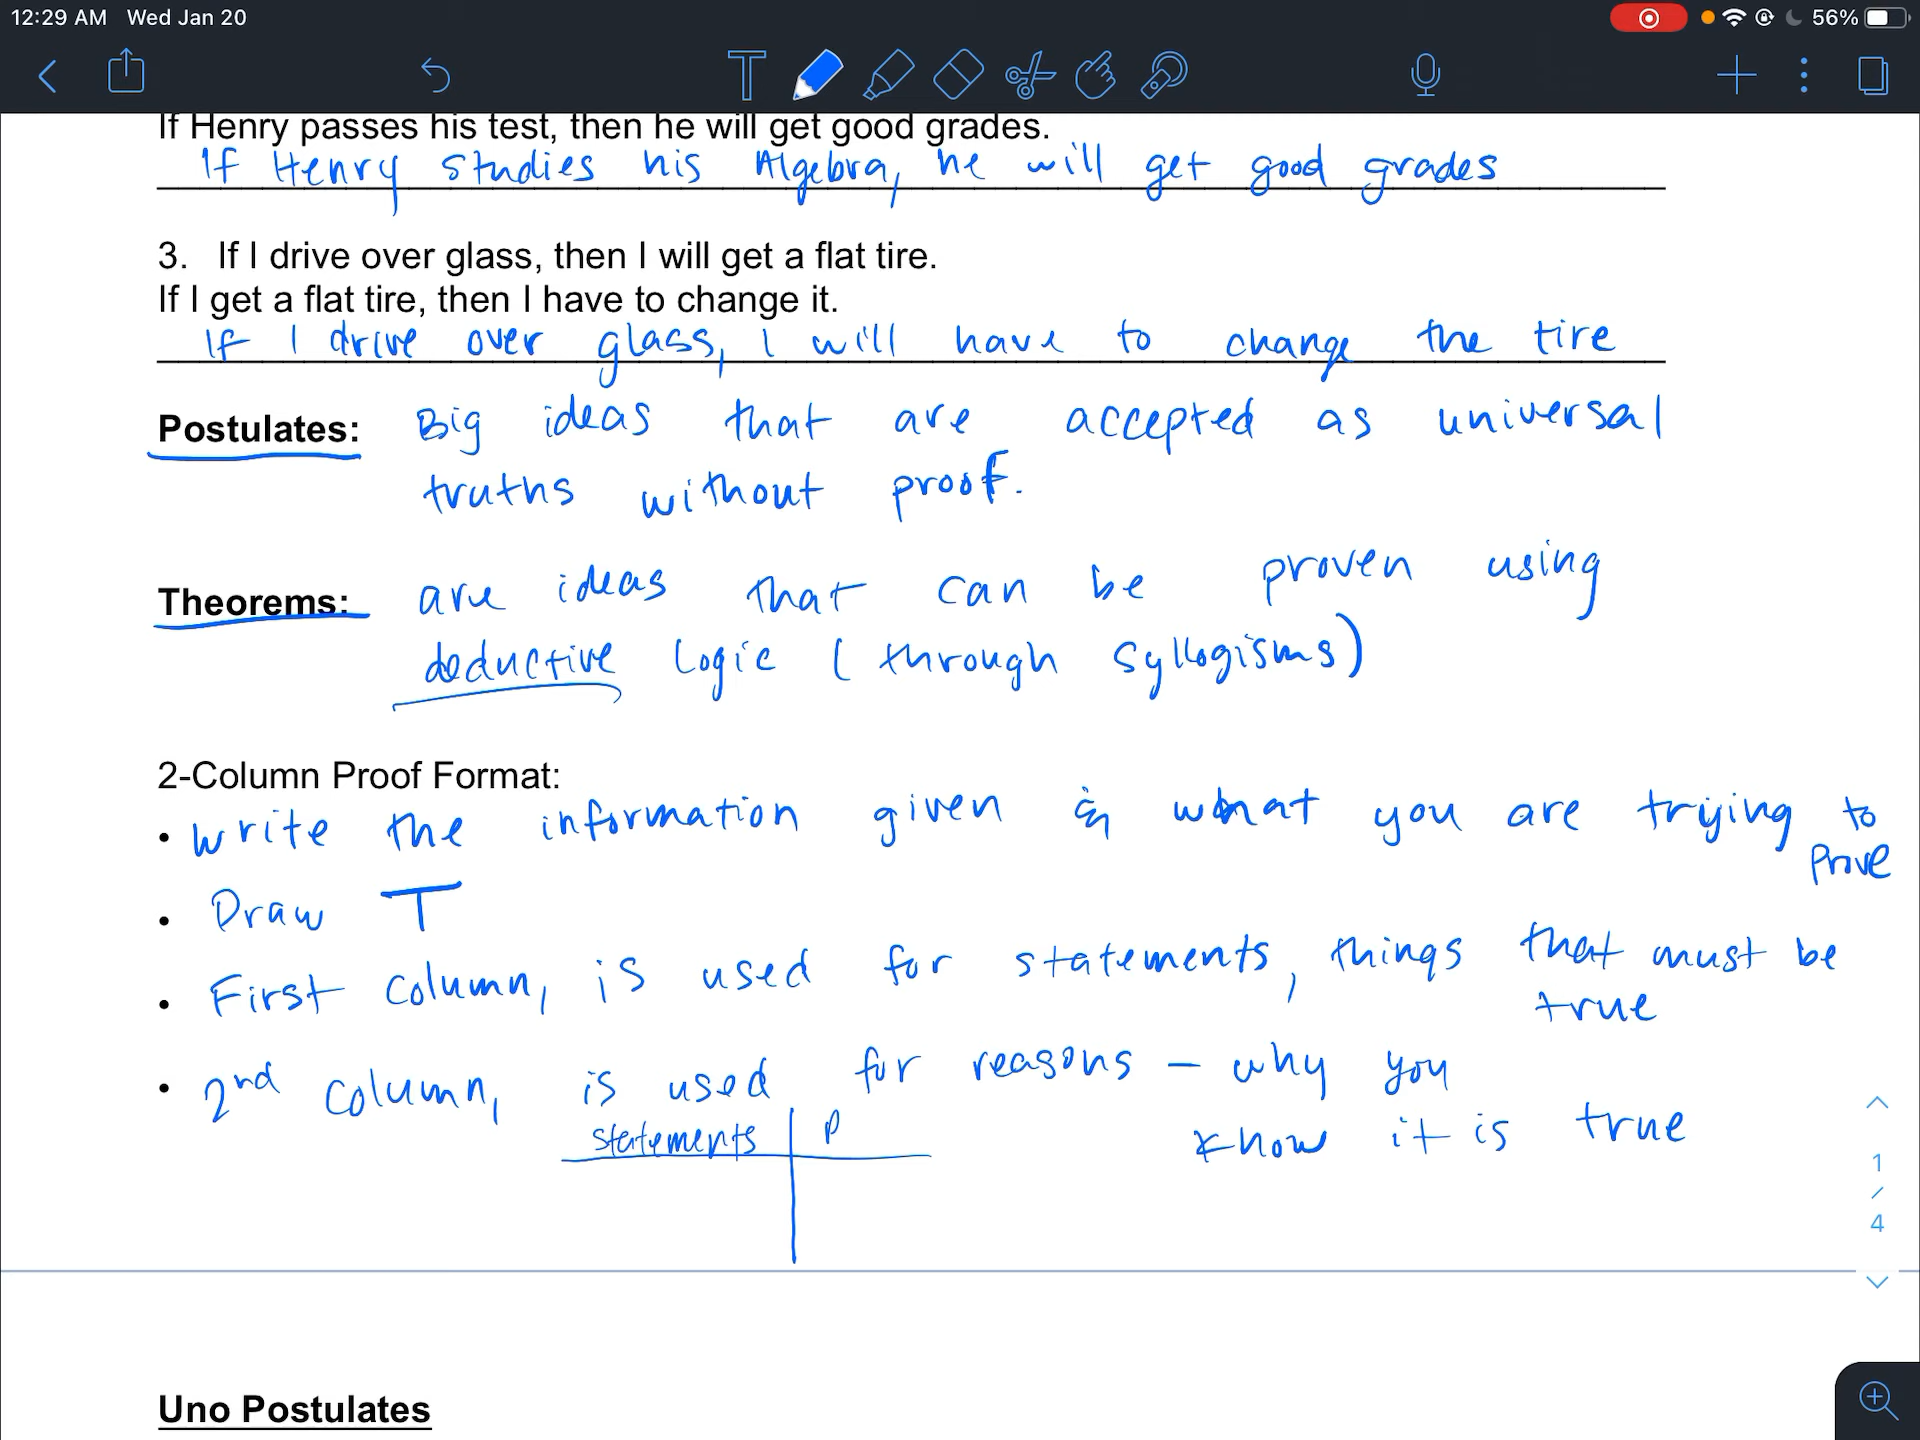 12:29 AM Wed Jan 20
56%
If Henry passes his test, then he will get good grades.
If Henry studies his Algebra, he will get good grades
3. If I drive over glass, then I will get a flat tire.
If I get a flat tire, then I have to change it.
If I drive over glass, I will have to change the tire
Postulates: Big ideas that are accepted as universal
truths without proof.
Theorems: are ideas that can be proven using
deductive logic (through syllogisms)
2-Column Proof Format:
• Write the information given & what you are trying to
prove
• Draw T
• First column, is used for statements, things that must be
true
• 2nd column, is used for reasons - why you
know it is true
statements P
1
/
4
Uno Postulates